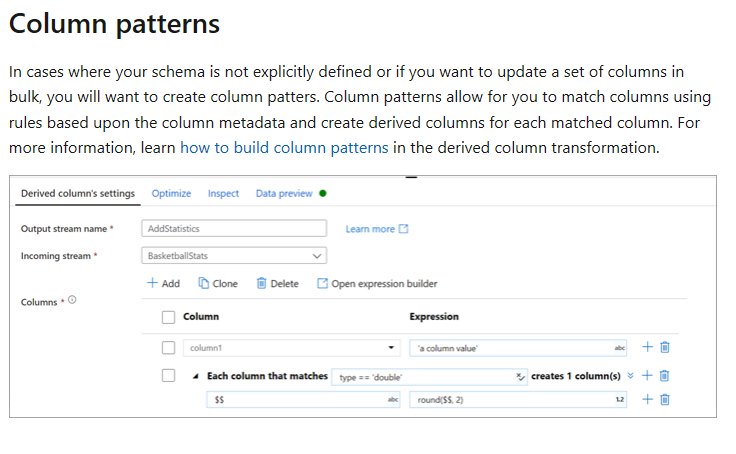 Column patterns
In cases where your schema is not explicitly defined or if you want to update a set of columns in
bulk, you will want to create column patters. Column patterns allow for you to match columns using
rules based upon the column metadata and create derived columns for each matched column. For
more information, learn how to build column patterns in the derived column transformation.
Derived column's settings Optimize Inspect Data preview
Output stream name * AddStatistics Learn more
Incoming stream * BasketballStats
+ Add Clone Delete Open expression builder
Columns *
Column Expression
column1 'a column value' abc
Each column that matches type == 'double' creates 1 column(s)
$$ abc round($$, 2) 1.2